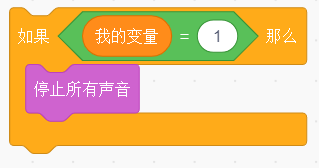 如果 我的变量 = 1 那么
停止所有声音